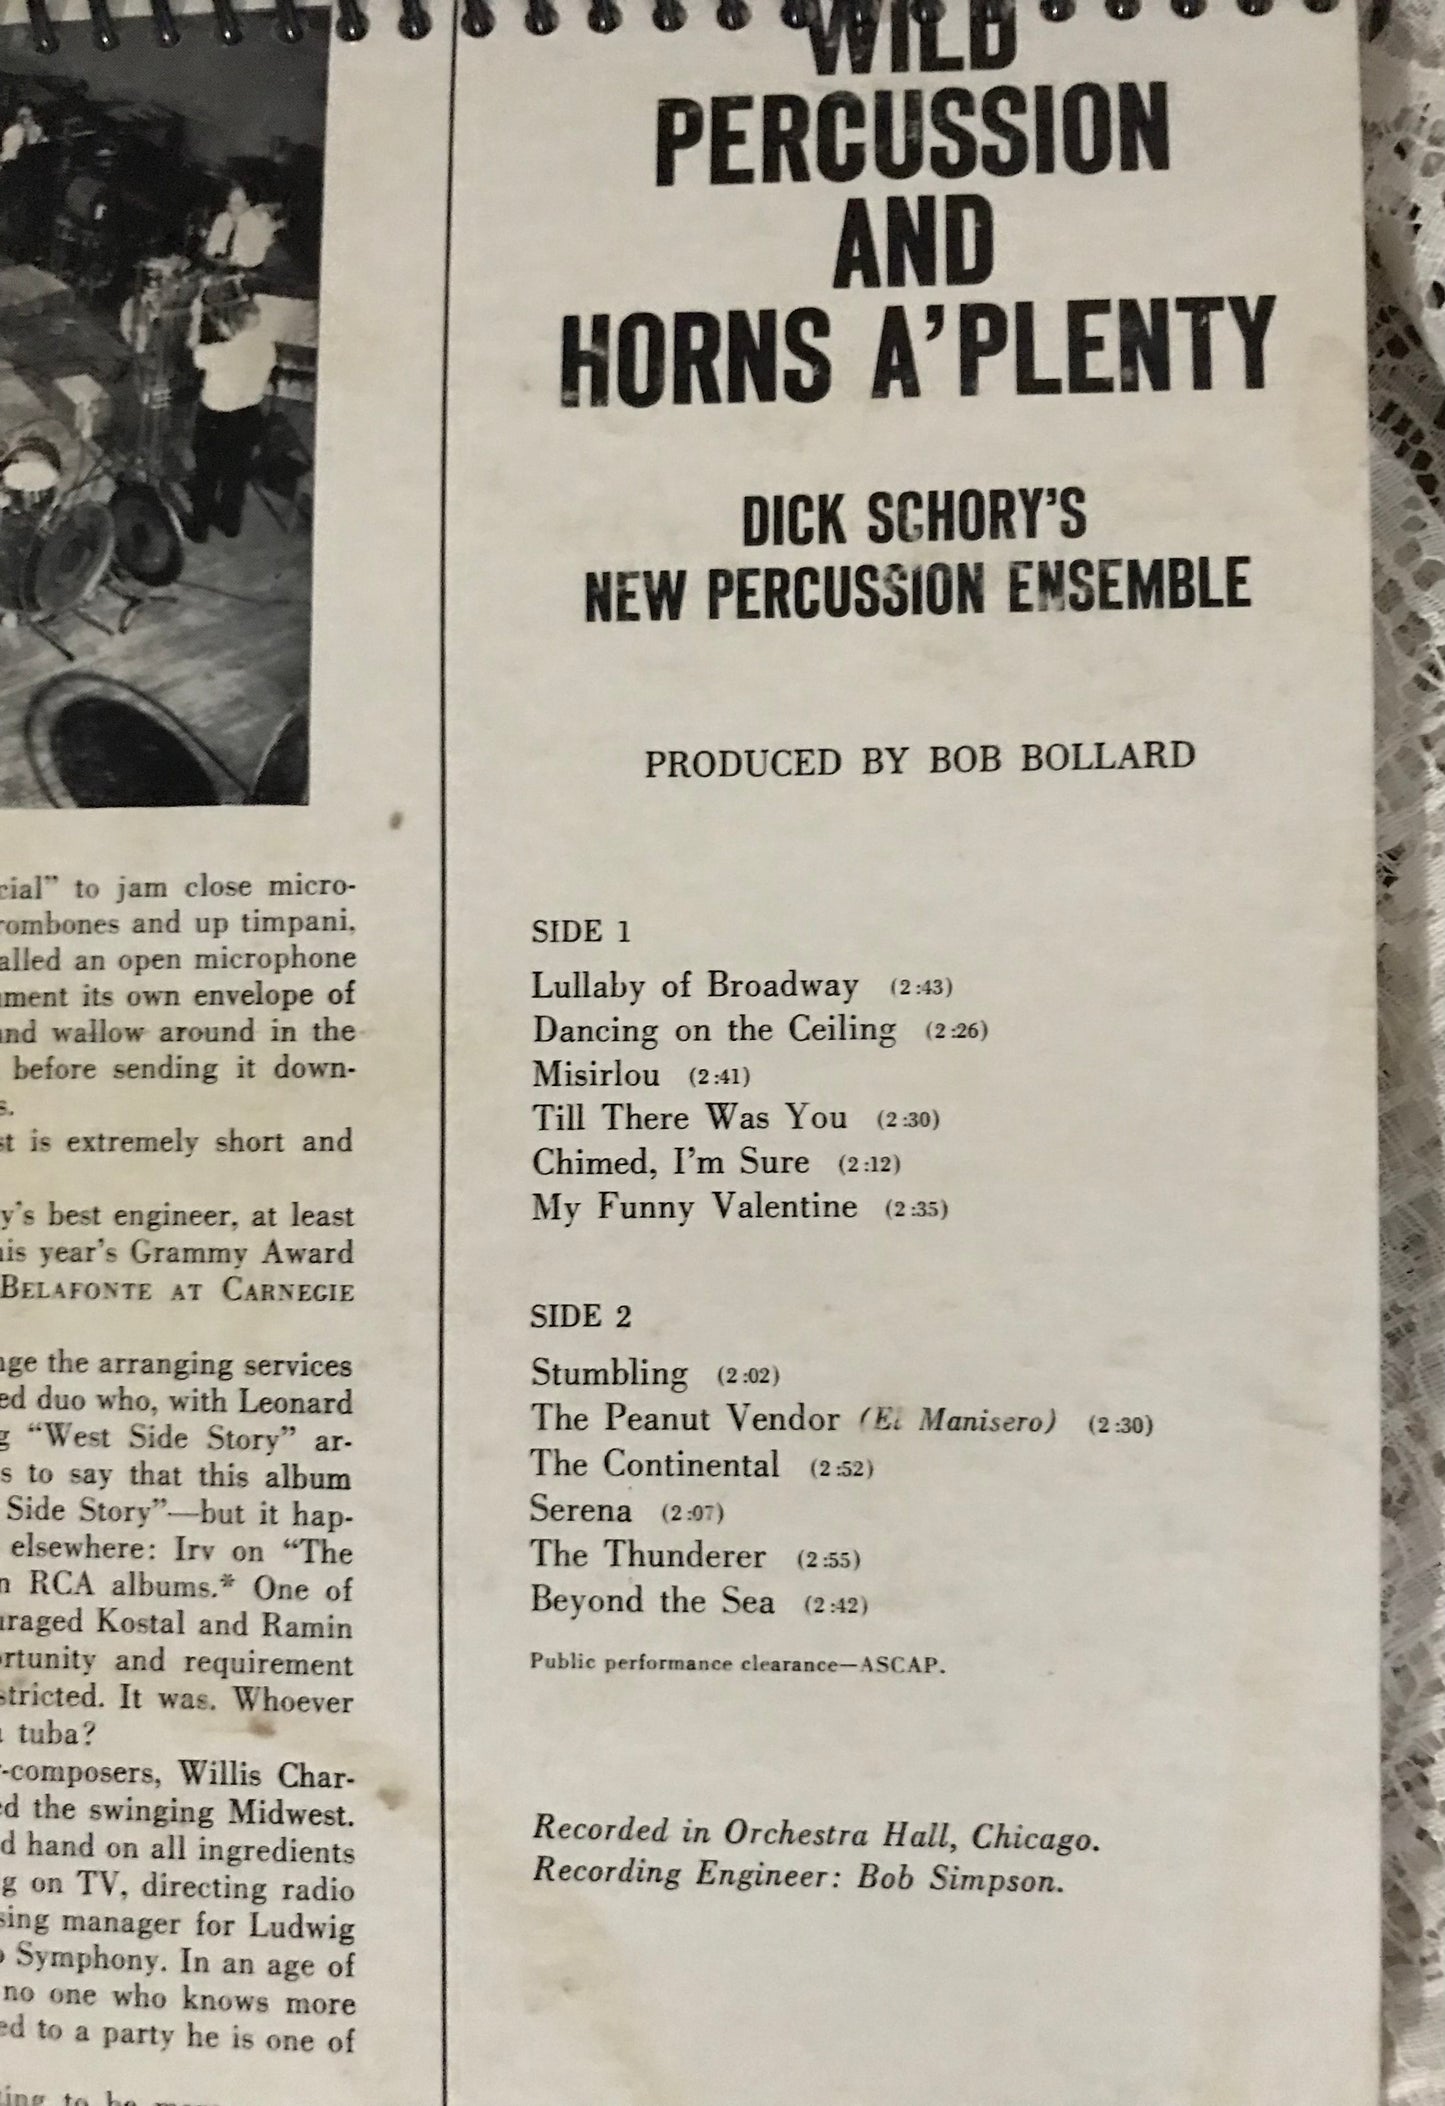 cial" to jam close micro-
rombones and up timpani,
alled an open microphone
ment its own envelope of
and wallow around in the
before sending it down-
s.
st is extremely short and
y's best engineer, at least
his year's Grammy Award
BELAFONTE AT CARNEGIE
nge the arranging services
ed duo who, with Leonard
g "West Side Story" ar-
s to say that this album
Side Story"—but it hap-
elsewhere: Irv on "The
n RCA albums.* One of
uraged Kostal and Ramin
ortunity and requirement
stricted. It was. Whoever
tuba?
-composers, Willis Char-
ed the swinging Midwest.
d hand on all ingredients
g on TV, directing radio
sing manager for Ludwig
o Symphony. In an age of
no one who knows more
ed to a party he is one of
ting to be
WILD
PERCUSSION
AND
HORNS A'PLENTY
DICK SCHORY'S
NEW PERCUSSION ENSEMBLE
PRODUCED BY BOB BOLLARD
SIDE 1
Lullaby of Broadway (2:43)
Dancing on the Ceiling (2:26)
Misirlou (2:41)
Till There Was You (2:30)
Chimed, I'm Sure (2:12)
My Funny Valentine (2:35)
SIDE 2
Stumbling (2:02)
The Peanut Vendor (El Manisero) (2:30)
The Continental (2:52)
Serena (2:07)
The Thunderer (2:55)
Beyond the Sea (2:42)
Public performance clearance—ASCAP.
Recorded in Orchestra Hall, Chicago.
Recording Engineer: Bob Simpson.